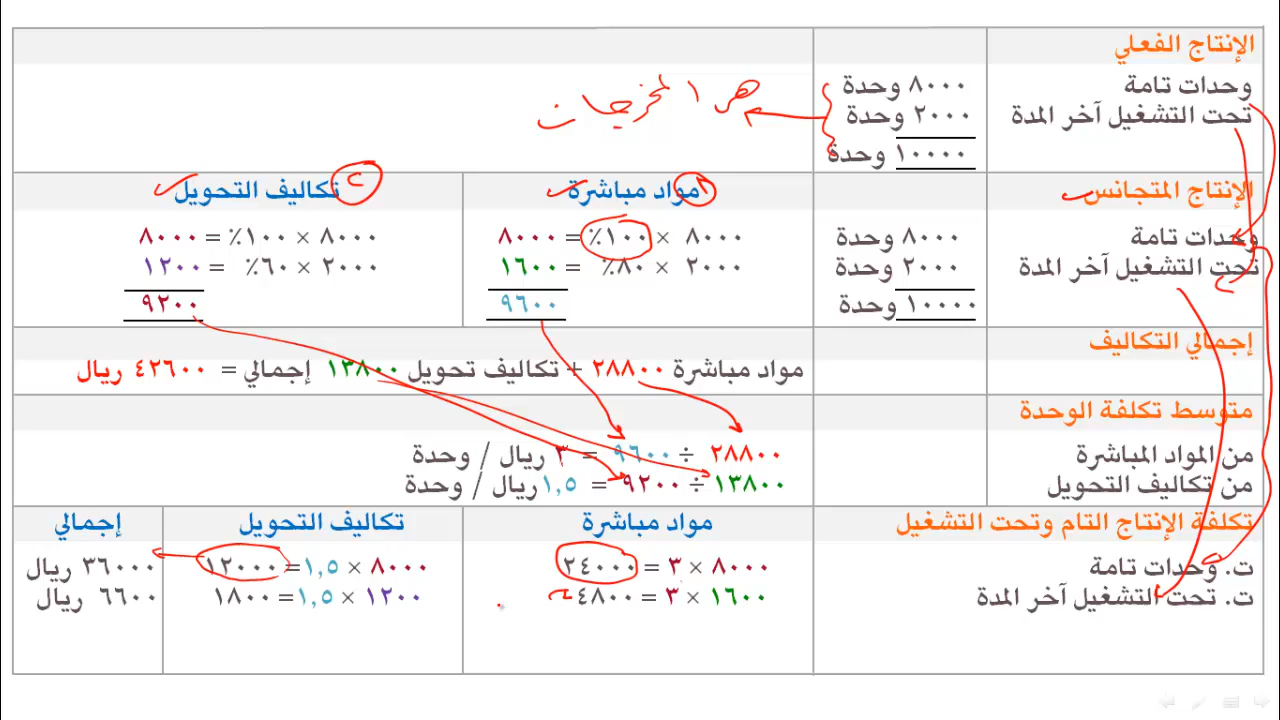 الإنتاج الفعلي
وحدات تامة ٨٠٠٠ وحدة
تحت التشغيل آخر المدة ٢٠٠٠ وحدة
١٠٠٠٠ وحدة
المخرجات
الإنتاج المتجانس مواد مباشرة تكاليف التحويل
وحدات تامة ٨٠٠٠ وحدة ٨٠٠٠ × ١٠٠٪ = ٨٠٠٠ ٨٠٠٠ × ١٠٠٪ = ٨٠٠٠
تحت التشغيل آخر المدة ٢٠٠٠ وحدة ٢٠٠٠ × ٨٠٪ = ١٦٠٠ ٢٠٠٠ × ٦٠٪ = ١٢٠٠
١٠٠٠٠ وحدة ٩٦٠٠ ٩٢٠٠
إجمالي التكاليف
مواد مباشرة ٢٨٨٠٠ + تكاليف تحويل ١٣٨٠٠ إجمالي = ٤٢٦٠٠ ريال
متوسط تكلفة الوحدة
من المواد المباشرة ٢٨٨٠٠ ÷ ٩٦٠٠ = ٣ ريال / وحدة
من تكاليف التحويل ١٣٨٠٠ ÷ ٩٢٠٠ = ١,٥ ريال / وحدة
تكلفة الإنتاج التام وتحت التشغيل مواد مباشرة تكاليف التحويل إجمالي
ت. وحدات تامة ٨٠٠٠ × ٣ = ٢٤٠٠٠ ٨٠٠٠ × ١,٥ = ١٢٠٠٠ ٣٦٠٠٠ ريال
ت. تحت التشغيل آخر المدة ١٦٠٠ × ٣ = ٤٨٠٠ ١٢٠٠ × ١,٥ = ١٨٠٠ ٦٦٠٠ ريال